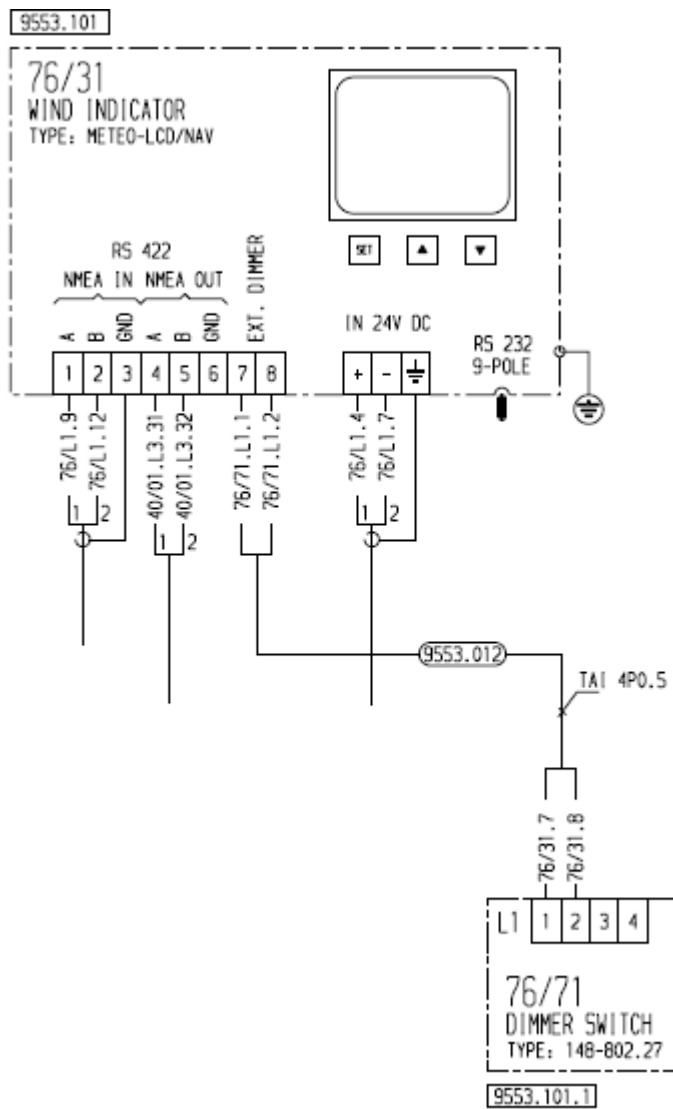 9553.101
76/31
WIND INDICATOR
TYPE: METEO-LCD/NAV
SET ▲ ▼
RS 422
NMEA IN NMEA OUT
A B GND A B GND EXT. DIMMER
IN 24V DC
RS 232
9-POLE
1 2 3 4 5 6 7 8
+ -
76/L1.9
76/L1.12
40/01.L3.31
40/01.L3.32
76/71.L1.1
76/71.L1.2
76/L1.4
76/L1.7
1 2
1 2
1 2
9553.012
TAI 4P0.5
76/31.7
76/31.8
L1 1 2 3 4
76/71
DIMMER SWITCH
TYPE: 148-802.27
9553.101.1